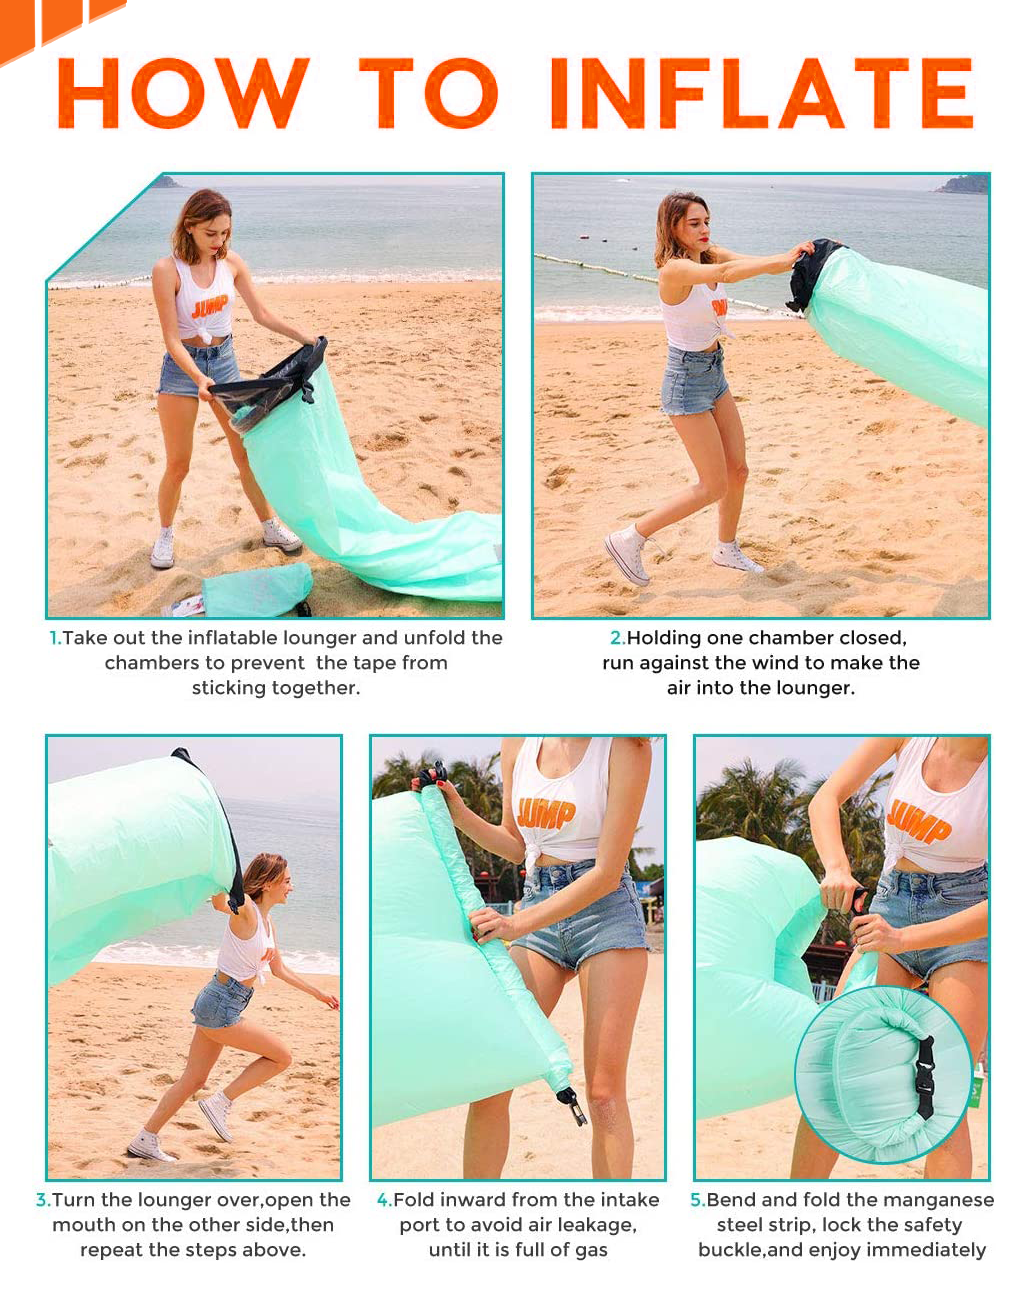 HOW TO INFLATE
JUMP
1.Take out the inflatable lounger and unfold the
chambers to prevent the tape from
sticking together.
2.Holding one chamber closed,
run against the wind to make the
air into the lounger.
JUMP
JUMP
3.Turn the lounger over,open the
mouth on the other side,then
repeat the steps above.
4.Fold inward from the intake
port to avoid air leakage,
until it is full of gas
5.Bend and fold the manganese
steel strip, lock the safety
buckle,and enjoy immediately